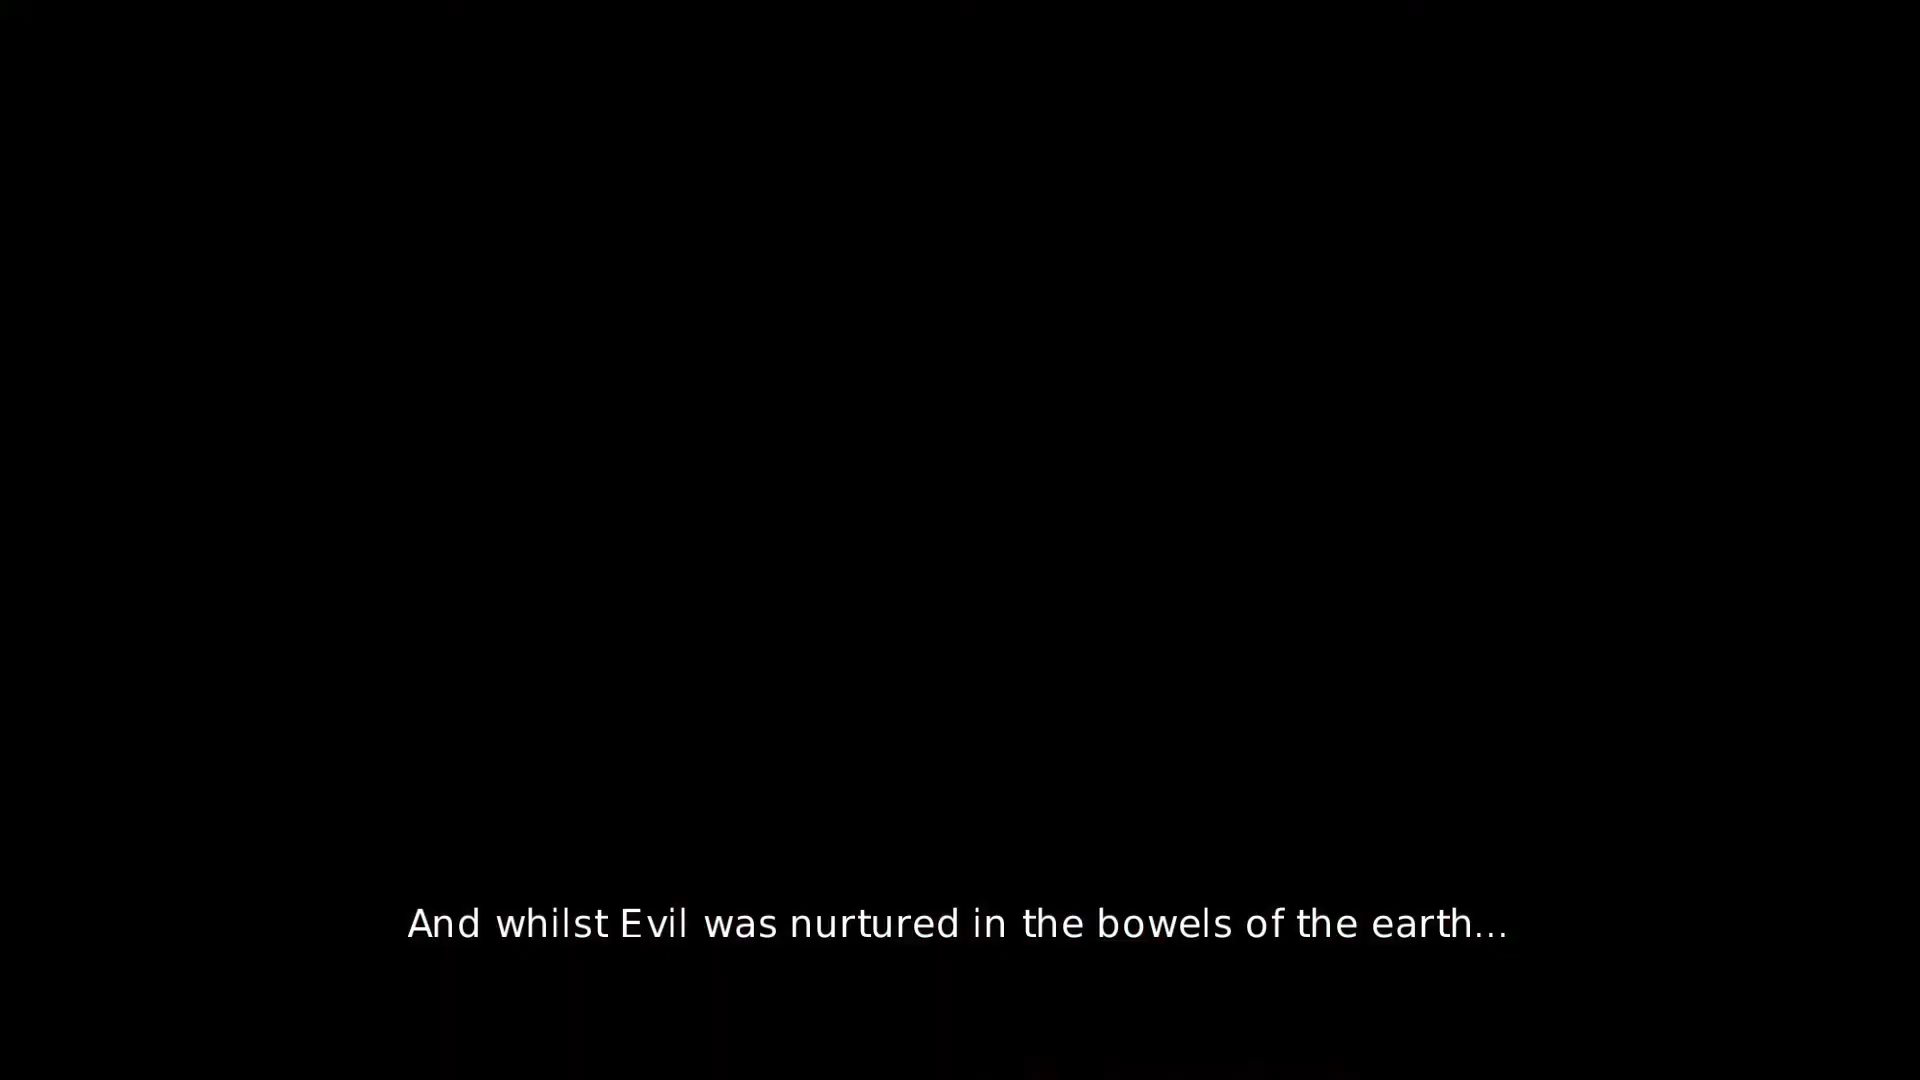 And whilst Evil was nurtured in the bowels of the earth...